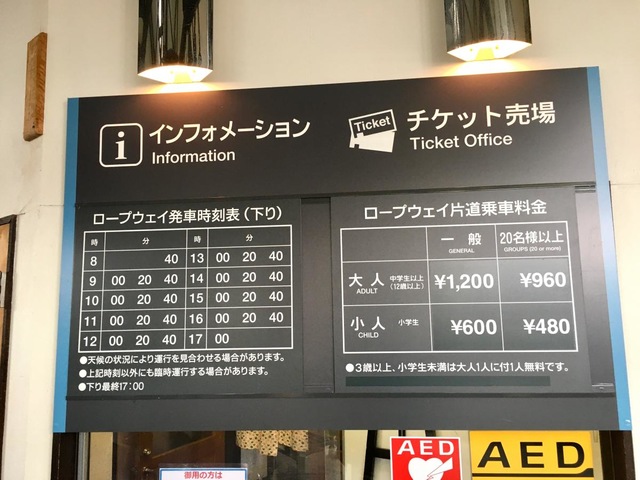 インフォメーション
Information
Ticket
チケット売場
Ticket Office
ロープウェイ発車時刻表（下り）
時 分 時 分
8 40 13 00 20 40
9 00 20 40 14 00 20 40
10 00 20 40 15 00 20 40
11 00 20 40 16 00 20 40
12 00 20 40 17 00
●天候の状況により運行を見合わせる場合があります。
●上記時刻以外にも臨時運行する場合があります。
●下り最終17:00
ロープウェイ片道乗車料金
一般 20名様以上
GENERAL GROUPS (20 or more)
大人 中学生以上 ¥1,200 ¥960
ADULT (12歳以上)
小人 小学生 ¥600 ¥480
CHILD
●3歳以上、小学生未満は大人1人に付1人無料です。
AED
AED
御用の方は